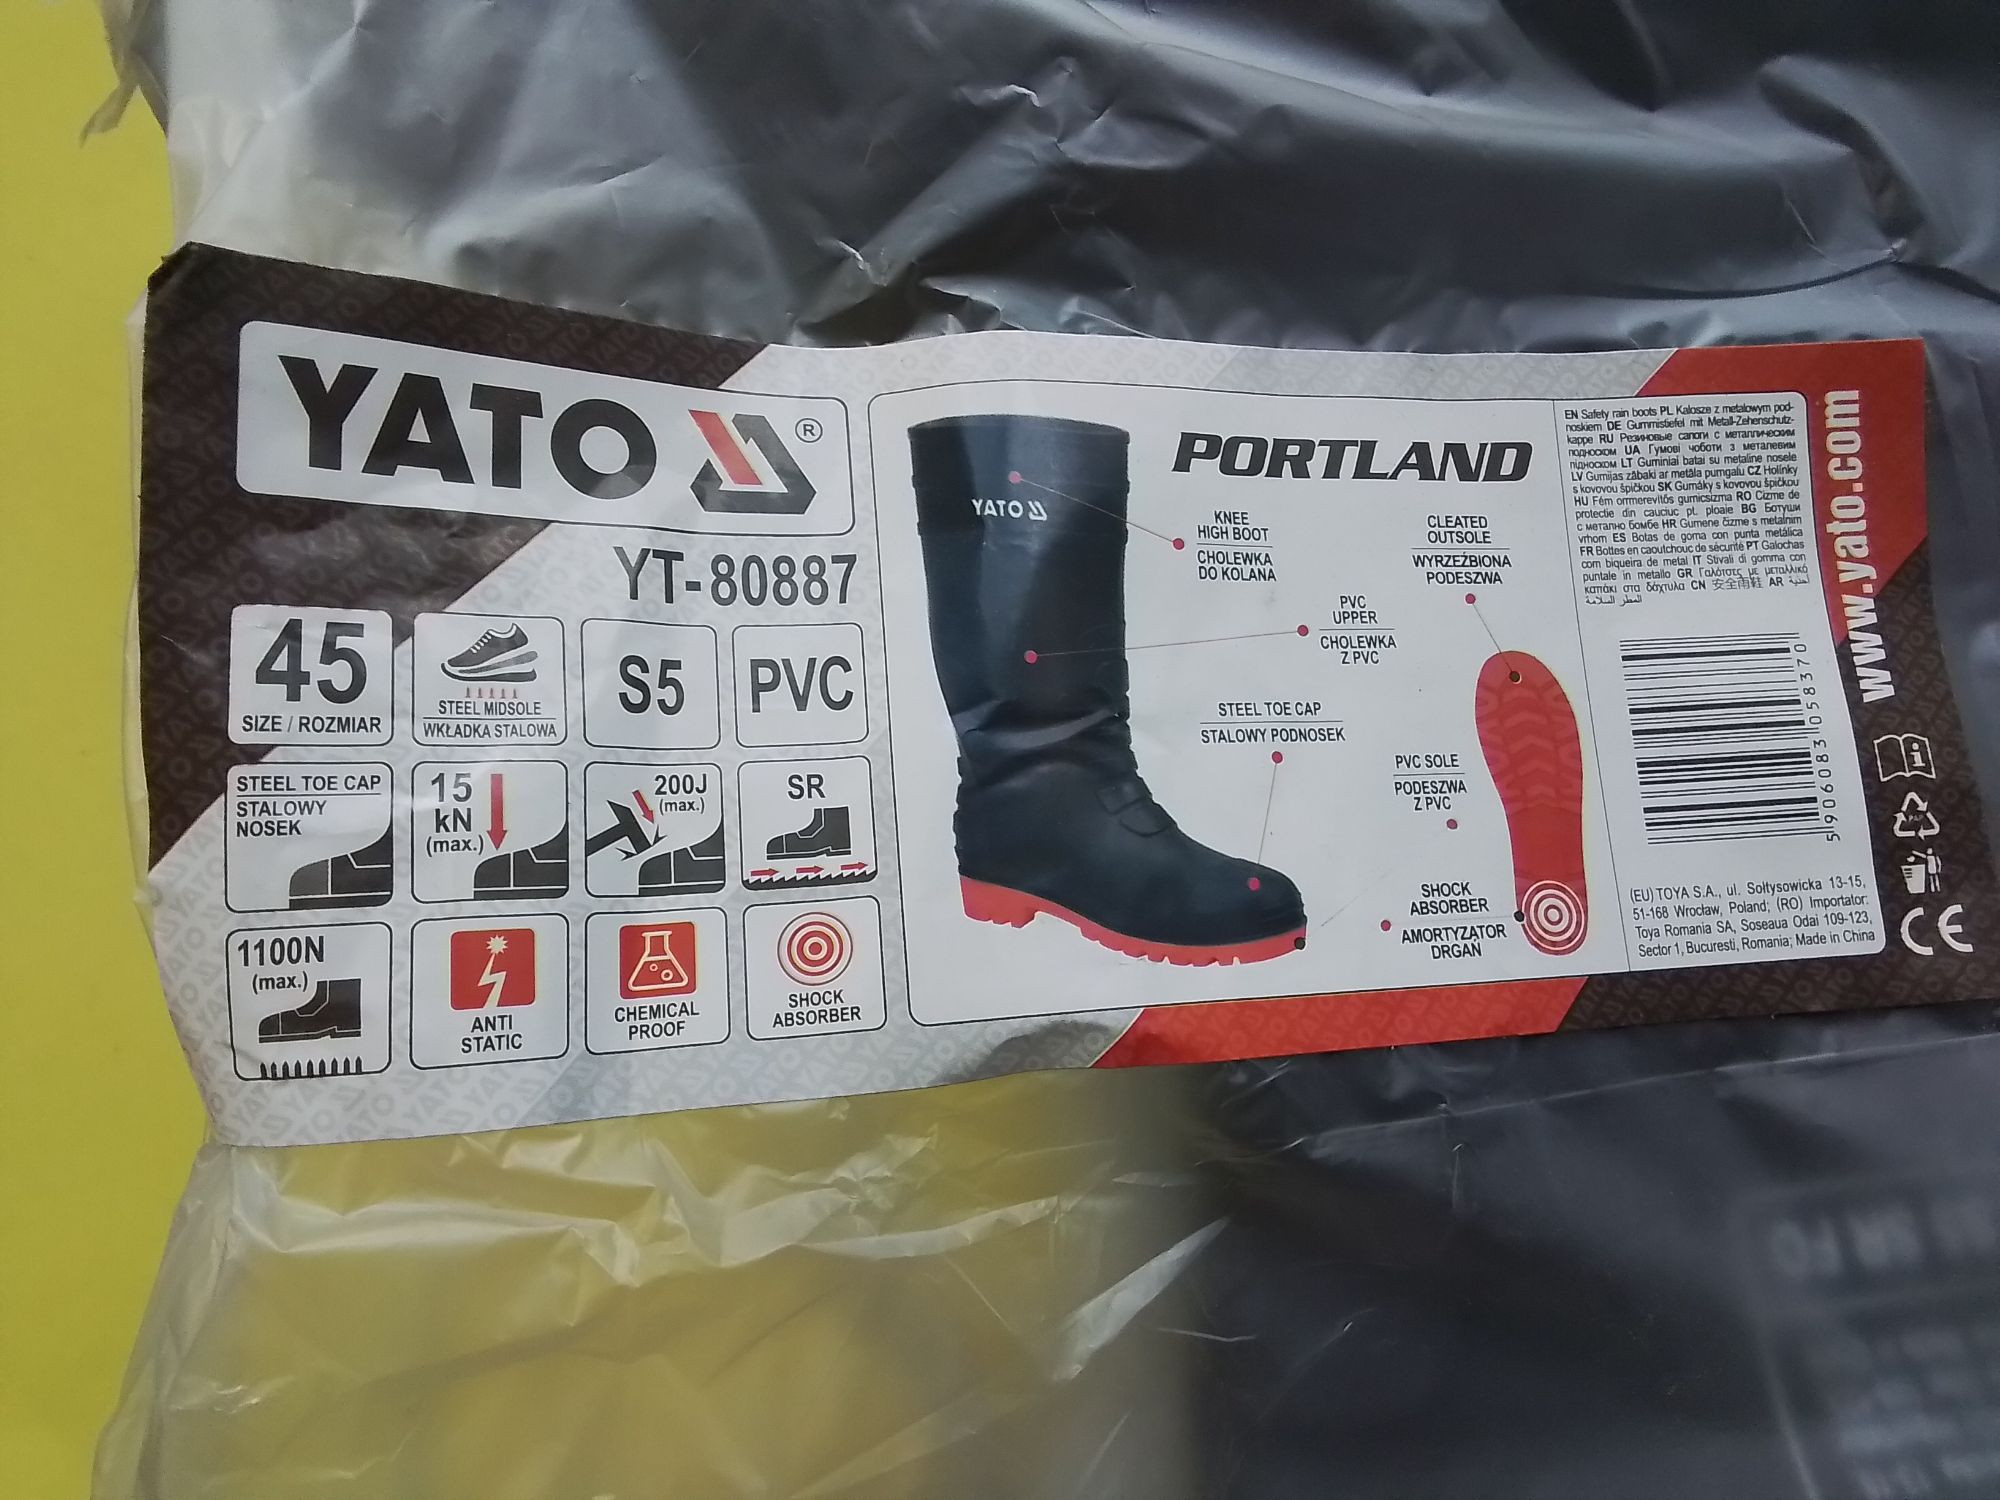 YATO ®
YT-80887
45
SIZE / ROZMIAR
STEEL MIDSOLE
WKŁADKA STALOWA
S5
PVC
STEEL TOE CAP
STALOWY
NOSEK
15
kN
(max.)
200J
(max.)
SR
1100N
(max.)
ANTI
STATIC
CHEMICAL
PROOF
SHOCK
ABSORBER
PORTLAND
YATO
KNEE
HIGH BOOT
CHOLEWKA
DO KOLANA
CLEATED
OUTSOLE
WYRZEŹBIONA
PODESZWA
PVC
UPPER
CHOLEWKA
Z PVC
STEEL TOE CAP
STALOWY PODNOSEK
PVC SOLE
PODESZWA
Z PVC
SHOCK
ABSORBER
AMORTYZATOR
DRGAŃ
EN Safety rain boots PL Kalosze z metalowym pod-
noskiem DE Gummistiefel mit Metall-Zehenschutz-
kappe RU Резиновые сапоги с металлическим
подноском UA Гумові чоботи з металевим
підноском LT Guminiai batai su metaline nosele
LV Gumijas zābaki ar metāla purngalu CZ Holínky
s kovovou špičkou SK Gumáky s kovovou špičkou
HU Fém orrmerevítős gumicsizma RO Cizme de
protectie din cauciuc pt. ploaie BG Ботуши
с метално бомбе HR Gumene čizme s metalnim
vrhom ES Botas de goma con punta metálica
FR Bottes en caoutchouc de sécurité PT Galochas
com biqueira de metal IT Stivali di gomma con
puntale in metallo GR Γαλότσες με μεταλλικό
καπάκι στα δάχτυλα CN 安全雨鞋 AR أحذية
المطر السلامة
5 906083 058370
(EU) TOYA S.A., ul. Sołtysowicka 13-15,
51-168 Wrocław, Poland; (RO) Importator:
Toya Romania SA, Soseaua Odai 109-123,
Sector 1, Bucuresti, Romania; Made in China
www.yato.com
PAP
CE